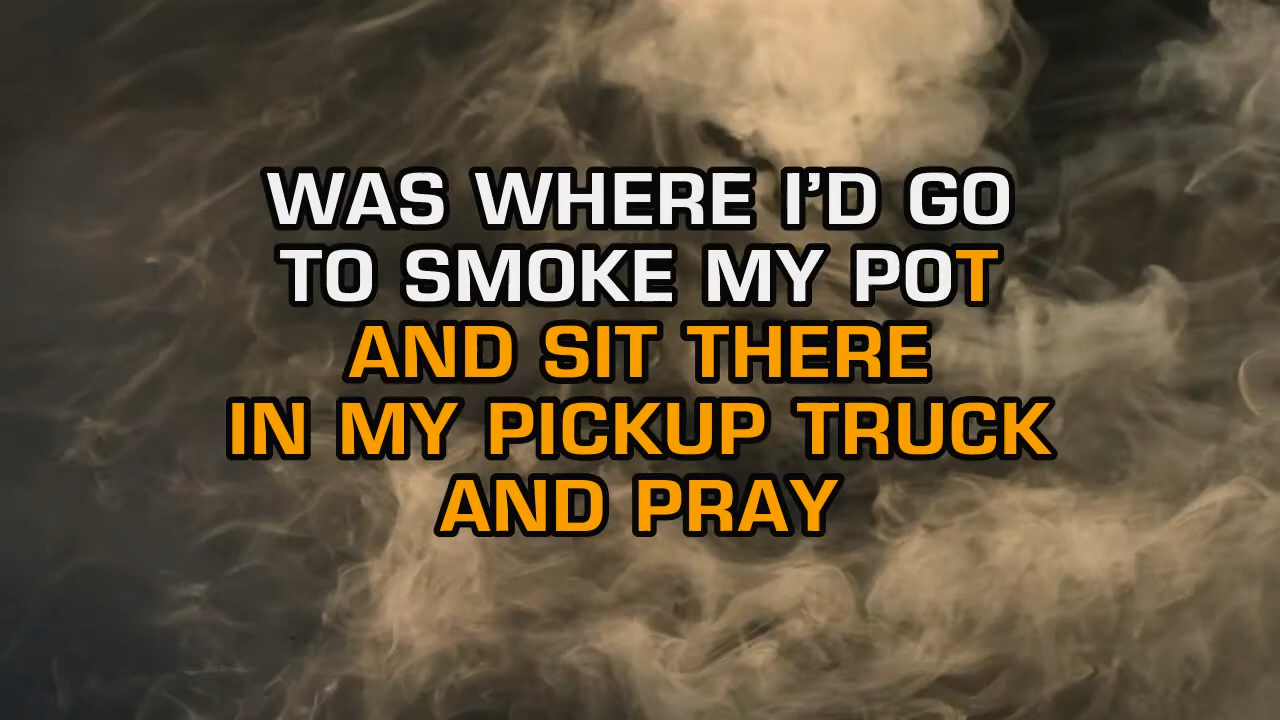 WAS WHERE I’D GO
TO SMOKE MY POT
AND SIT THERE
IN MY PICKUP TRUCK
AND PRAY